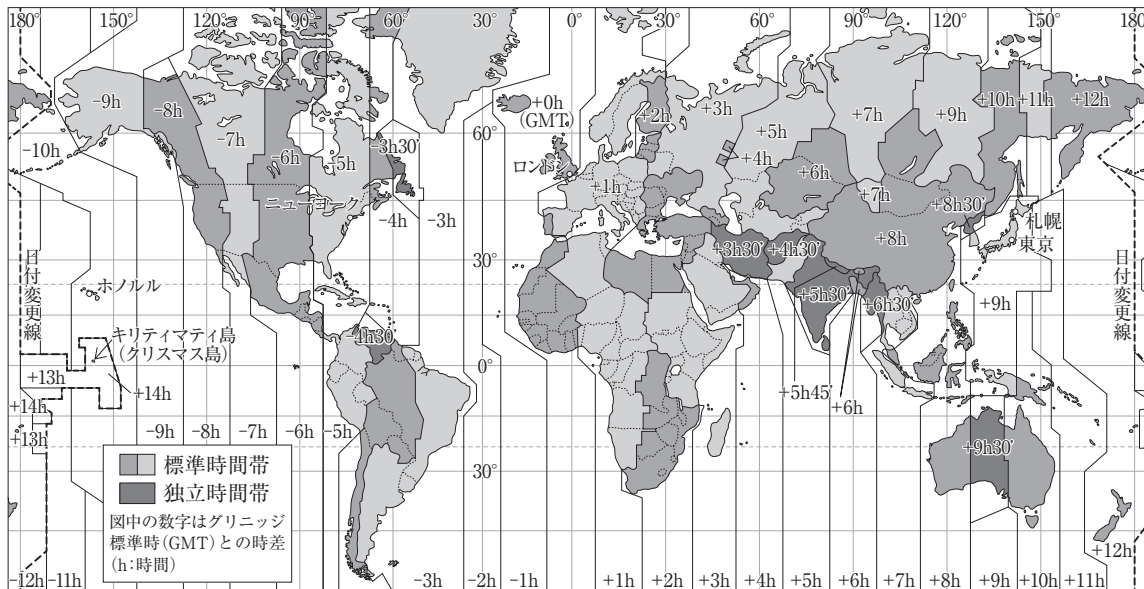 180° 150° 120° 90° 60° 30° 0° 30° 60° 90° 120° 150° 180°
-9h
-8h
-7h
-6h
-5h
-3h30′
-4h
-3h
-10h
+0h
(GMT)
+2h
+3h
+4h
+5h
+6h
+7h
+7h
+9h
+10h
+11h
+12h
60°
60°
ロンドン
+1h
ニューヨーク
+8h30′
+8h
札幌
東京
+3h30′
+4h30′
+5h30′
+6h30′
+9h
30°
30°
日付変更線
日付変更線
ホノルル
キリティマティ島
(クリスマス島)
-4h30′
+13h
+14h
+14h
+13h
0°
0°
+5h45′
+6h
-9h -8h -7h -6h -5h
+9h30′
30°
30°
標準時間帯
独立時間帯
図中の数字はグリニッジ
標準時(GMT)との時差
(h:時間)
+12h
-12h -11h -3h -2h -1h +1h +2h +3h +4h +5h +6h +7h +8h +9h +10h +11h